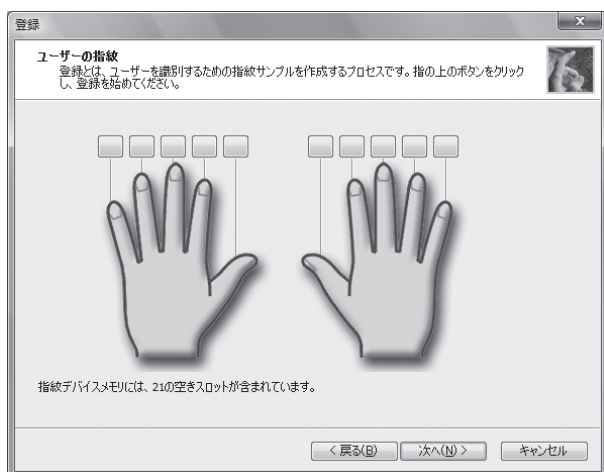 登録
ユーザーの指紋
登録とは、ユーザーを識別するための指紋サンプルを作成するプロセスです。指の上のボタンをクリック
し、登録を始めてください。
指紋デバイスメモリには、21の空きスロットが含まれています。
< 戻る(B)
次へ(N) >
キャンセル